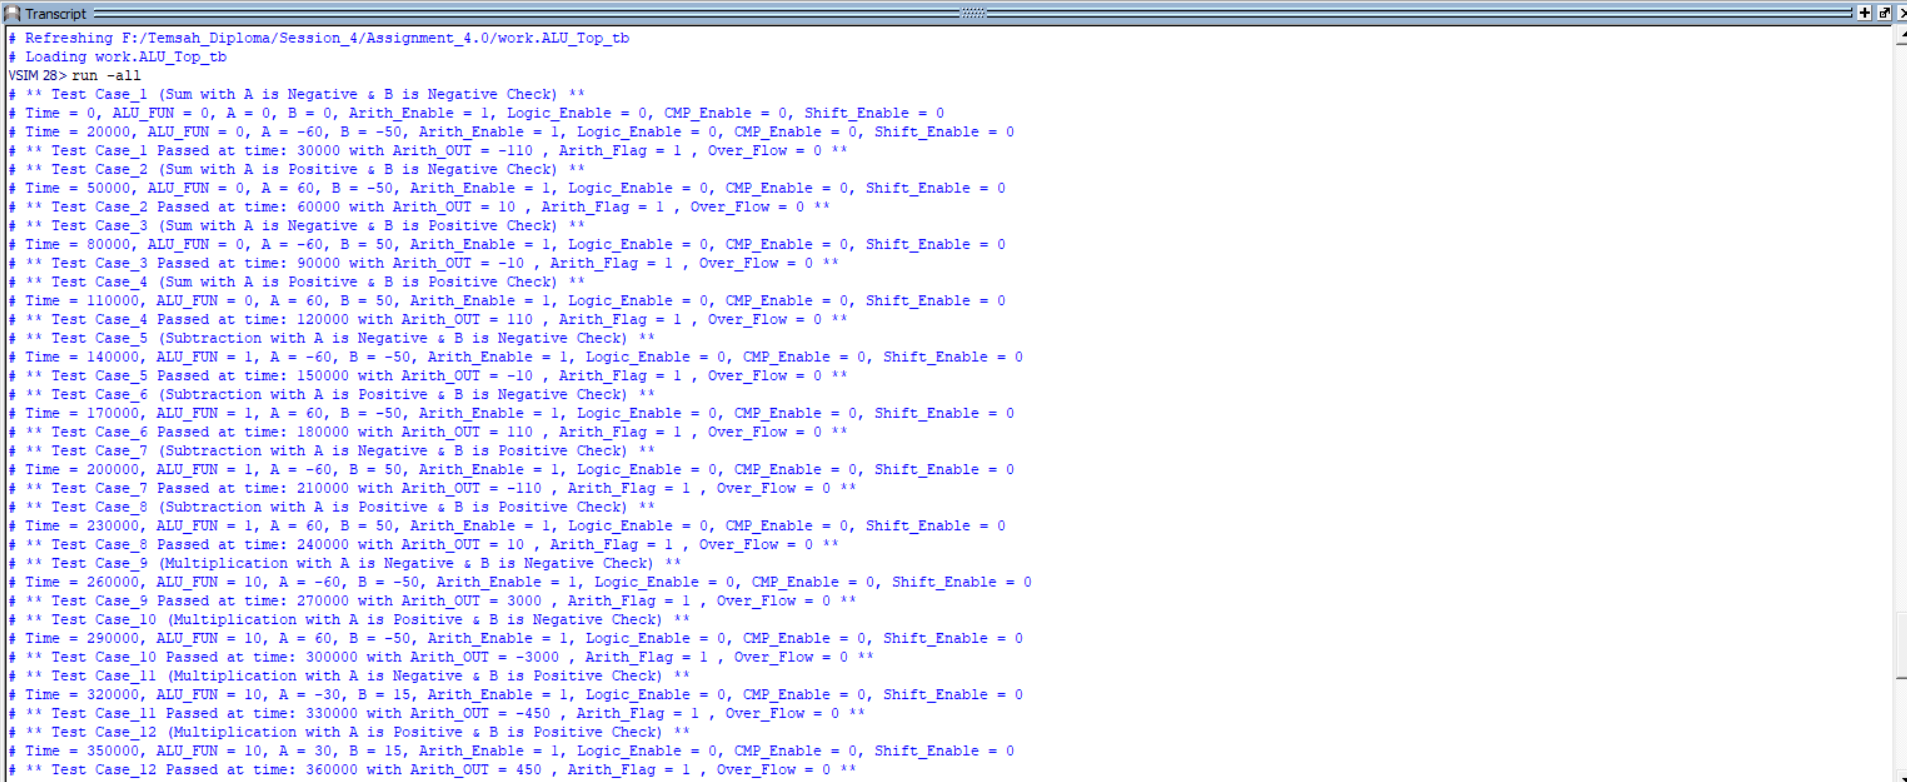 Transcript
# Refreshing F:/Temsah_Diploma/Session_4/Assignment_4.0/work.ALU_Top_tb
# Loading work.ALU_Top_tb
VSIM 28> run -all
# ** Test Case_1 (Sum with A is Negative & B is Negative Check) **
# Time = 0, ALU_FUN = 0, A = 0, B = 0, Arith_Enable = 1, Logic_Enable = 0, CMP_Enable = 0, Shift_Enable = 0
# Time = 20000, ALU_FUN = 0, A = -60, B = -50, Arith_Enable = 1, Logic_Enable = 0, CMP_Enable = 0, Shift_Enable = 0
# ** Test Case_1 Passed at time: 30000 with Arith_OUT = -110 , Arith_Flag = 1 , Over_Flow = 0 **
# ** Test Case_2 (Sum with A is Positive & B is Negative Check) **
# Time = 50000, ALU_FUN = 0, A = 60, B = -50, Arith_Enable = 1, Logic_Enable = 0, CMP_Enable = 0, Shift_Enable = 0
# ** Test Case_2 Passed at time: 60000 with Arith_OUT = 10 , Arith_Flag = 1 , Over_Flow = 0 **
# ** Test Case_3 (Sum with A is Negative & B is Positive Check) **
# Time = 80000, ALU_FUN = 0, A = -60, B = 50, Arith_Enable = 1, Logic_Enable = 0, CMP_Enable = 0, Shift_Enable = 0
# ** Test Case_3 Passed at time: 90000 with Arith_OUT = -10 , Arith_Flag = 1 , Over_Flow = 0 **
# ** Test Case_4 (Sum with A is Positive & B is Positive Check) **
# Time = 110000, ALU_FUN = 0, A = 60, B = 50, Arith_Enable = 1, Logic_Enable = 0, CMP_Enable = 0, Shift_Enable = 0
# ** Test Case_4 Passed at time: 120000 with Arith_OUT = 110 , Arith_Flag = 1 , Over_Flow = 0 **
# ** Test Case_5 (Subtraction with A is Negative & B is Negative Check) **
# Time = 140000, ALU_FUN = 1, A = -60, B = -50, Arith_Enable = 1, Logic_Enable = 0, CMP_Enable = 0, Shift_Enable = 0
# ** Test Case_5 Passed at time: 150000 with Arith_OUT = -10 , Arith_Flag = 1 , Over_Flow = 0 **
# ** Test Case_6 (Subtraction with A is Positive & B is Negative Check) **
# Time = 170000, ALU_FUN = 1, A = 60, B = -50, Arith_Enable = 1, Logic_Enable = 0, CMP_Enable = 0, Shift_Enable = 0
# ** Test Case_6 Passed at time: 180000 with Arith_OUT = 110 , Arith_Flag = 1 , Over_Flow = 0 **
# ** Test Case_7 (Subtraction with A is Negative & B is Positive Check) **
# Time = 200000, ALU_FUN = 1, A = -60, B = 50, Arith_Enable = 1, Logic_Enable = 0, CMP_Enable = 0, Shift_Enable = 0
# ** Test Case_7 Passed at time: 210000 with Arith_OUT = -110 , Arith_Flag = 1 , Over_Flow = 0 **
# ** Test Case_8 (Subtraction with A is Positive & B is Positive Check) **
# Time = 230000, ALU_FUN = 1, A = 60, B = 50, Arith_Enable = 1, Logic_Enable = 0, CMP_Enable = 0, Shift_Enable = 0
# ** Test Case_8 Passed at time: 240000 with Arith_OUT = 10 , Arith_Flag = 1 , Over_Flow = 0 **
# ** Test Case_9 (Multiplication with A is Negative & B is Negative Check) **
# Time = 260000, ALU_FUN = 10, A = -60, B = -50, Arith_Enable = 1, Logic_Enable = 0, CMP_Enable = 0, Shift_Enable = 0
# ** Test Case_9 Passed at time: 270000 with Arith_OUT = 3000 , Arith_Flag = 1 , Over_Flow = 0 **
# ** Test Case_10 (Multiplication with A is Positive & B is Negative Check) **
# Time = 290000, ALU_FUN = 10, A = 60, B = -50, Arith_Enable = 1, Logic_Enable = 0, CMP_Enable = 0, Shift_Enable = 0
# ** Test Case_10 Passed at time: 300000 with Arith_OUT = -3000 , Arith_Flag = 1 , Over_Flow = 0 **
# ** Test Case_11 (Multiplication with A is Negative & B is Positive Check) **
# Time = 320000, ALU_FUN = 10, A = -30, B = 15, Arith_Enable = 1, Logic_Enable = 0, CMP_Enable = 0, Shift_Enable = 0
# ** Test Case_11 Passed at time: 330000 with Arith_OUT = -450 , Arith_Flag = 1 , Over_Flow = 0 **
# ** Test Case_12 (Multiplication with A is Positive & B is Positive Check) **
# Time = 350000, ALU_FUN = 10, A = 30, B = 15, Arith_Enable = 1, Logic_Enable = 0, CMP_Enable = 0, Shift_Enable = 0
# ** Test Case_12 Passed at time: 360000 with Arith_OUT = 450 , Arith_Flag = 1 , Over_Flow = 0 **